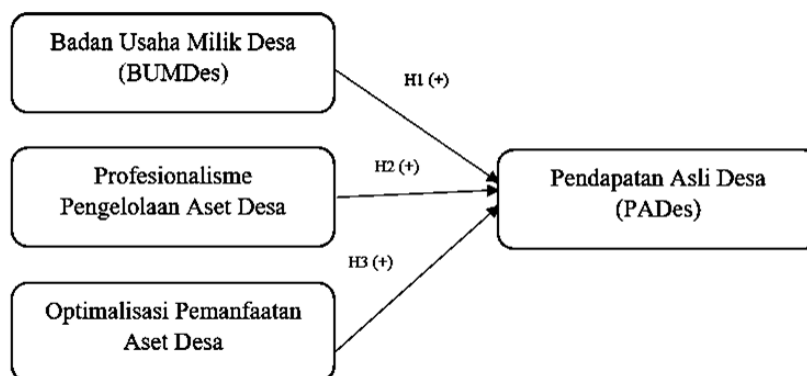 Badan Usaha Milik Desa
(BUMDes)
H1 (+)
Profesionalisme
Pengelolaan Aset Desa
H2 (+)
Pendapatan Asli Desa
(PADes)
H3 (+)
Optimalisasi Pemanfaatan
Aset Desa